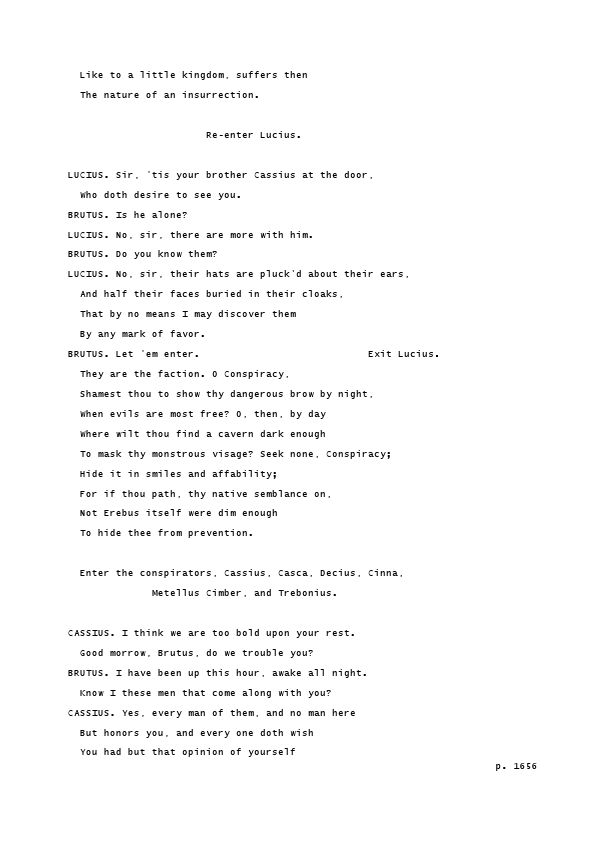 Like to a little kingdom, suffers then
The nature of an insurrection.
Re-enter Lucius.
LUCIUS. Sir, 'tis your brother Cassius at the door,
Who doth desire to see you.
BRUTUS. Is he alone?
LUCIUS. No, sir, there are more with him.
BRUTUS. Do you know them?
LUCIUS. No, sir, their hats are pluck'd about their ears,
And half their faces buried in their cloaks,
That by no means I may discover them
By any mark of favor.
BRUTUS. Let 'em enter. Exit Lucius.
They are the faction. O Conspiracy,
Shamest thou to show thy dangerous brow by night,
When evils are most free? O, then, by day
Where wilt thou find a cavern dark enough
To mask thy monstrous visage? Seek none, Conspiracy;
Hide it in smiles and affability;
For if thou path, thy native semblance on,
Not Erebus itself were dim enough
To hide thee from prevention.
Enter the conspirators, Cassius, Casca, Decius, Cinna,
Metellus Cimber, and Trebonius.
CASSIUS. I think we are too bold upon your rest.
Good morrow, Brutus, do we trouble you?
BRUTUS. I have been up this hour, awake all night.
Know I these men that come along with you?
CASSIUS. Yes, every man of them, and no man here
But honors you, and every one doth wish
You had but that opinion of yourself
p. 1656